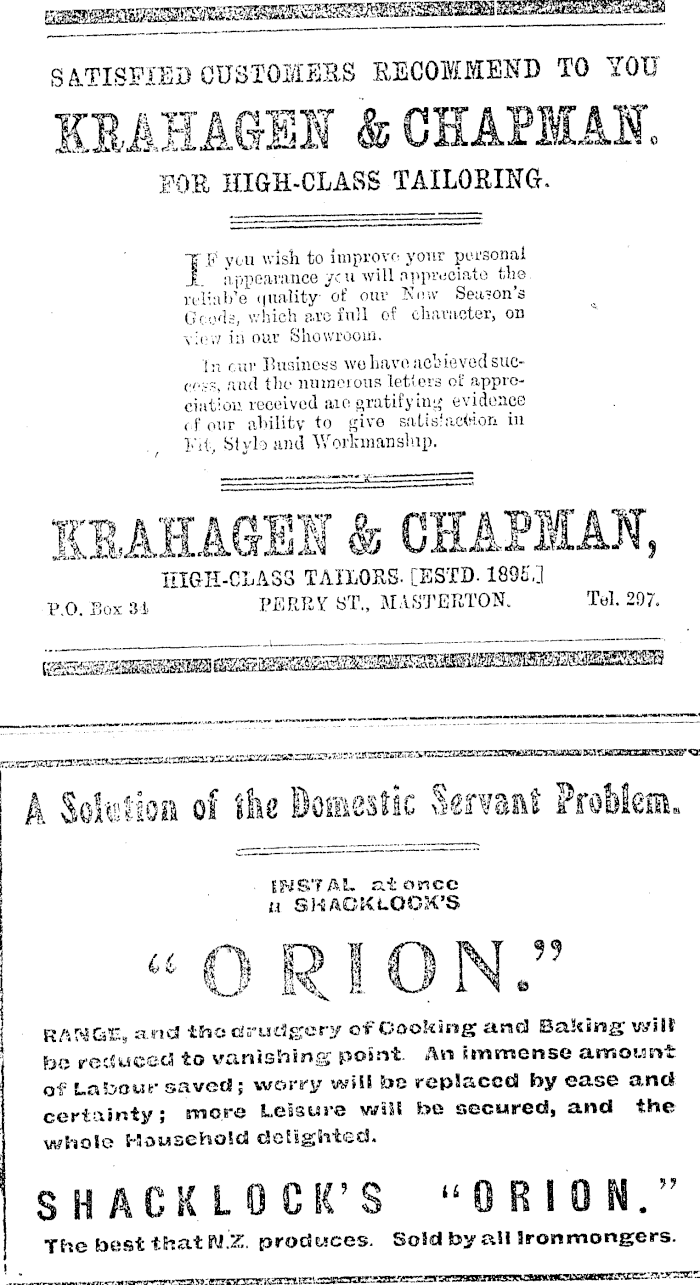 SATISFIED CUSTOMERS RECOMMEND TO YOU
KRAHAGEN & CHAPMAN.
FOR HIGH-CLASS TAILORING.
IF you wish to improve your personal
appearance you will appreciate the
reliab'e quality of our New Season's
Goods, which are full of character, on
view in our Showroom.
In our Business we have achieved suc-
cess, and the numerous letters of appre-
ciation received are gratifying evidence
of our ability to give satisfaction in
Fit, Style and Workmanship.
KRAHAGEN & CHAPMAN,
HIGH-CLASS TAILORS. [ESTD. 1895.]
P.O. Box 34 PERRY ST., MASTERTON. Tel. 297.
A Solution of the Domestic Servant Problem.
INSTAL at once
a SHACKLOCK'S
"ORION."
RANGE, and the drudgery of Cooking and Baking will
be reduced to vanishing point. An immense amount
of Labour saved; worry will be replaced by ease and
certainty; more Leisure will be secured, and the
whole Household delighted.
SHACKLOCK'S "ORION."
The best that N.Z. produces. Sold by all Ironmongers.